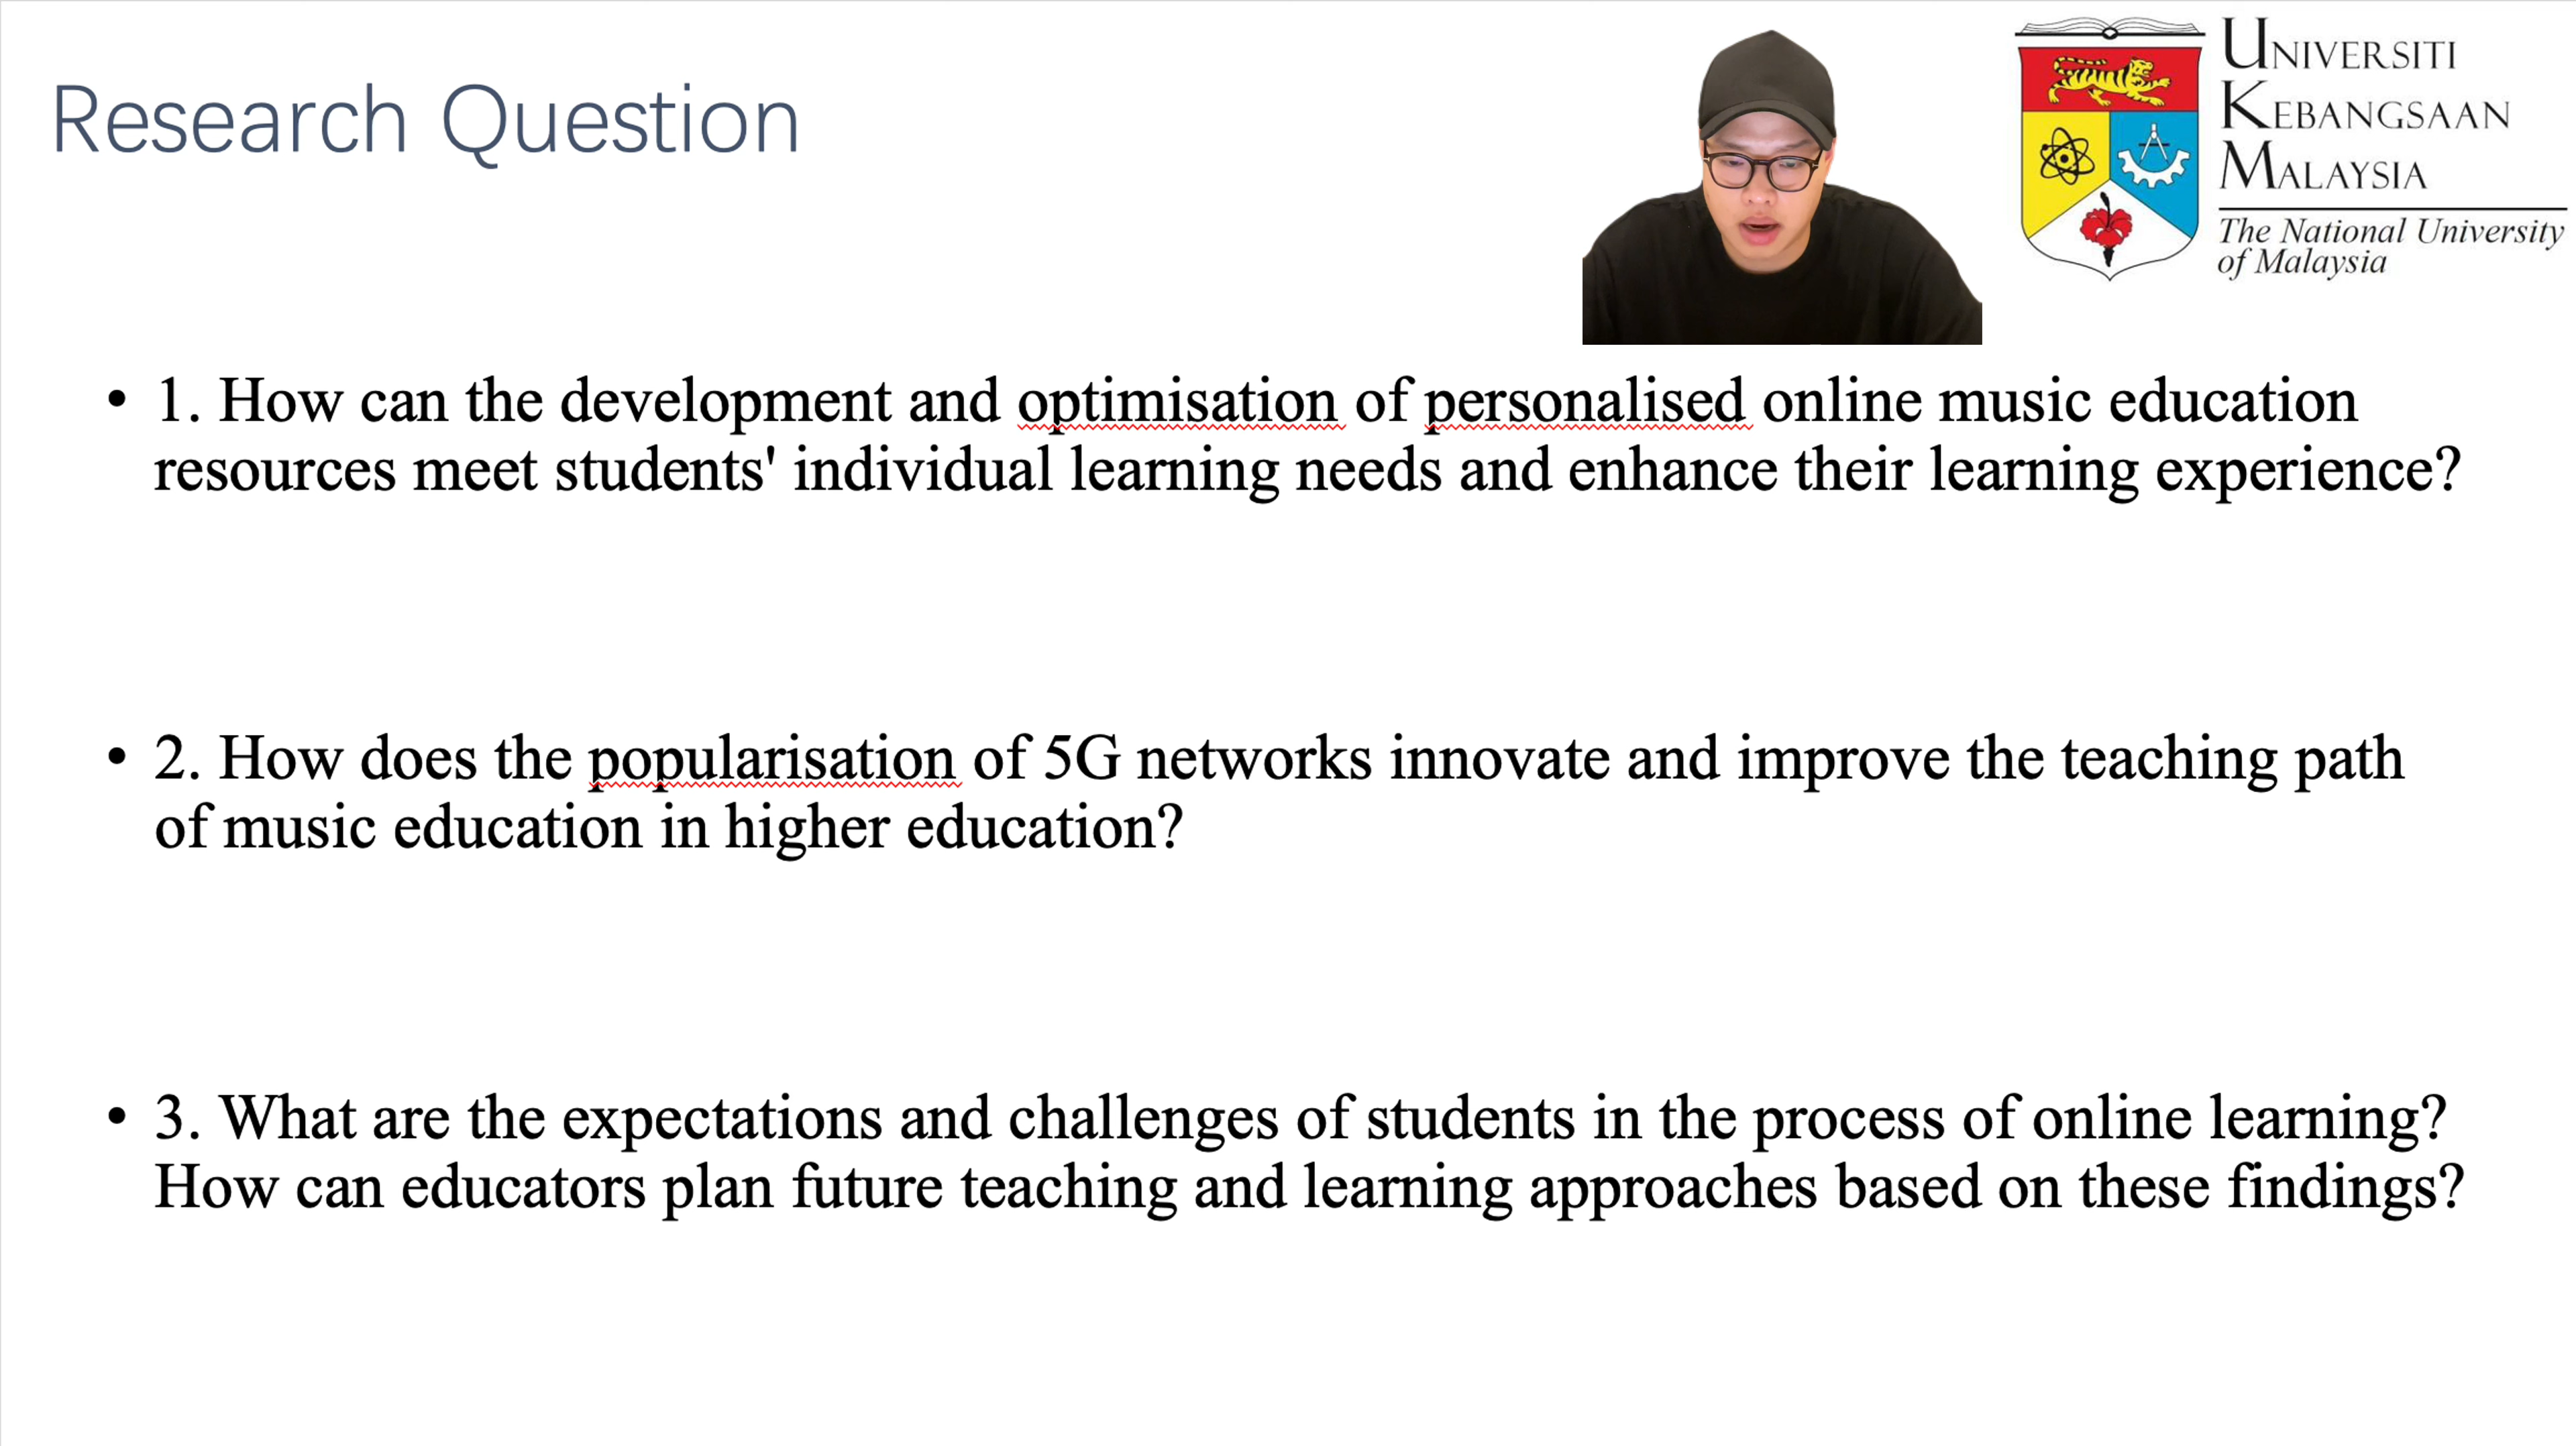 Research Question
UNIVERSITI
KEBANGSAAN
MALAYSIA
The National University
of Malaysia
• 1. How can the development and optimisation of personalised online music education
resources meet students' individual learning needs and enhance their learning experience?
• 2. How does the popularisation of 5G networks innovate and improve the teaching path
of music education in higher education?
• 3. What are the expectations and challenges of students in the process of online learning?
How can educators plan future teaching and learning approaches based on these findings?